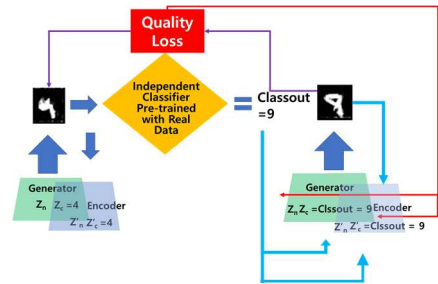 Quality
Loss
Independent
Classifier
Pre-trained
with Real
Data
Classout
=9
Generator
Zn Zc =4 Encoder
Z'n Z'c =4
Generator
Zn Zc =Clssout = 9 Encoder
Z'n Z'c =Clssout = 9